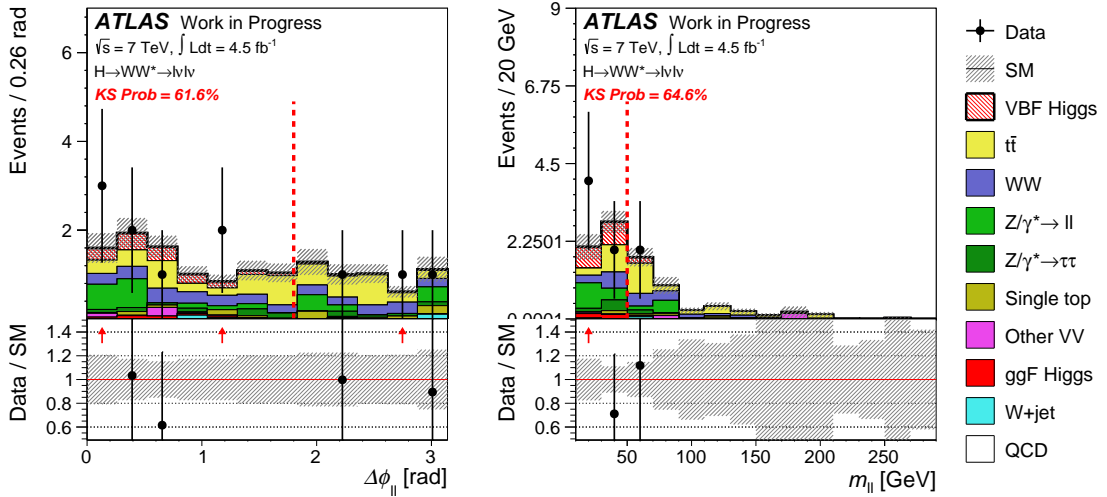 ATLAS Work in Progress
√s = 7 TeV, ∫ Ldt = 4.5 fb⁻¹
H→WW*→lνlν
KS Prob = 61.6%
Events / 0.26 rad
6
4
2
Data / SM
1.4
1.2
1
0.8
0.6
0 1 2 3
Δϕ_ll [rad]
ATLAS Work in Progress
√s = 7 TeV, ∫ Ldt = 4.5 fb⁻¹
H→WW*→lνlν
KS Prob = 64.6%
Events / 20 GeV
9
6.75
4.5
2.2501
0.0001
Data / SM
1.4
1.2
1
0.8
0.6
50 100 150 200 250
m_ll [GeV]
Data
SM
VBF Higgs
tt̄
WW
Z/γ*→ ll
Z/γ*→ ττ
Single top
Other VV
ggF Higgs
W+jet
QCD